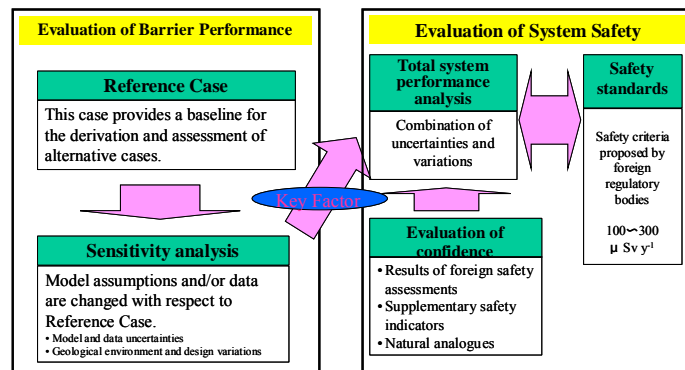 Evaluation of Barrier Performance
Reference Case
This case provides a baseline for
the derivation and assessment of
alternative cases.
Sensitivity analysis
Model assumptions and/or data
are changed with respect to
Reference Case.
• Model and data uncertainties
• Geological environment and design variations
Key Factor
Evaluation of System Safety
Total system
performance
analysis
Combination of
uncertainties and
variations
Safety
standards
Safety criteria
proposed by
foreign
regulatory
bodies
100∼300
μ Sv y⁻¹
Evaluation of
confidence
• Results of foreign safety
assessments
• Supplementary safety
indicators
• Natural analogues